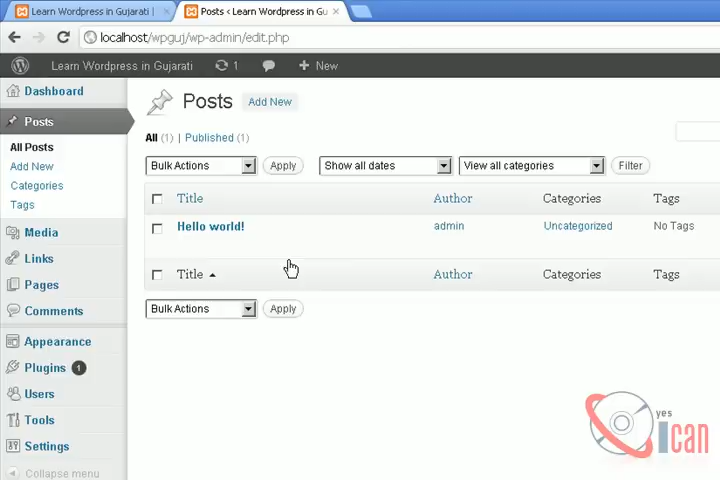 Learn Wordpress in Gujarati |
Posts < Learn Wordpress in Gu
localhost/wpguj/wp-admin/edit.php
Learn Wordpress in Gujarati 1 + New
Dashboard
Posts
All Posts
Add New
Categories
Tags
Media
Links
Pages
Comments
Appearance
Plugins 1
Users
Tools
Settings
Collapse menu
Posts Add New
All (1) | Published (1)
Bulk Actions Apply Show all dates View all categories Filter
Title Author Categories Tags
Hello world! admin Uncategorized No Tags
Title Author Categories Tags
Bulk Actions Apply
yes
Ican